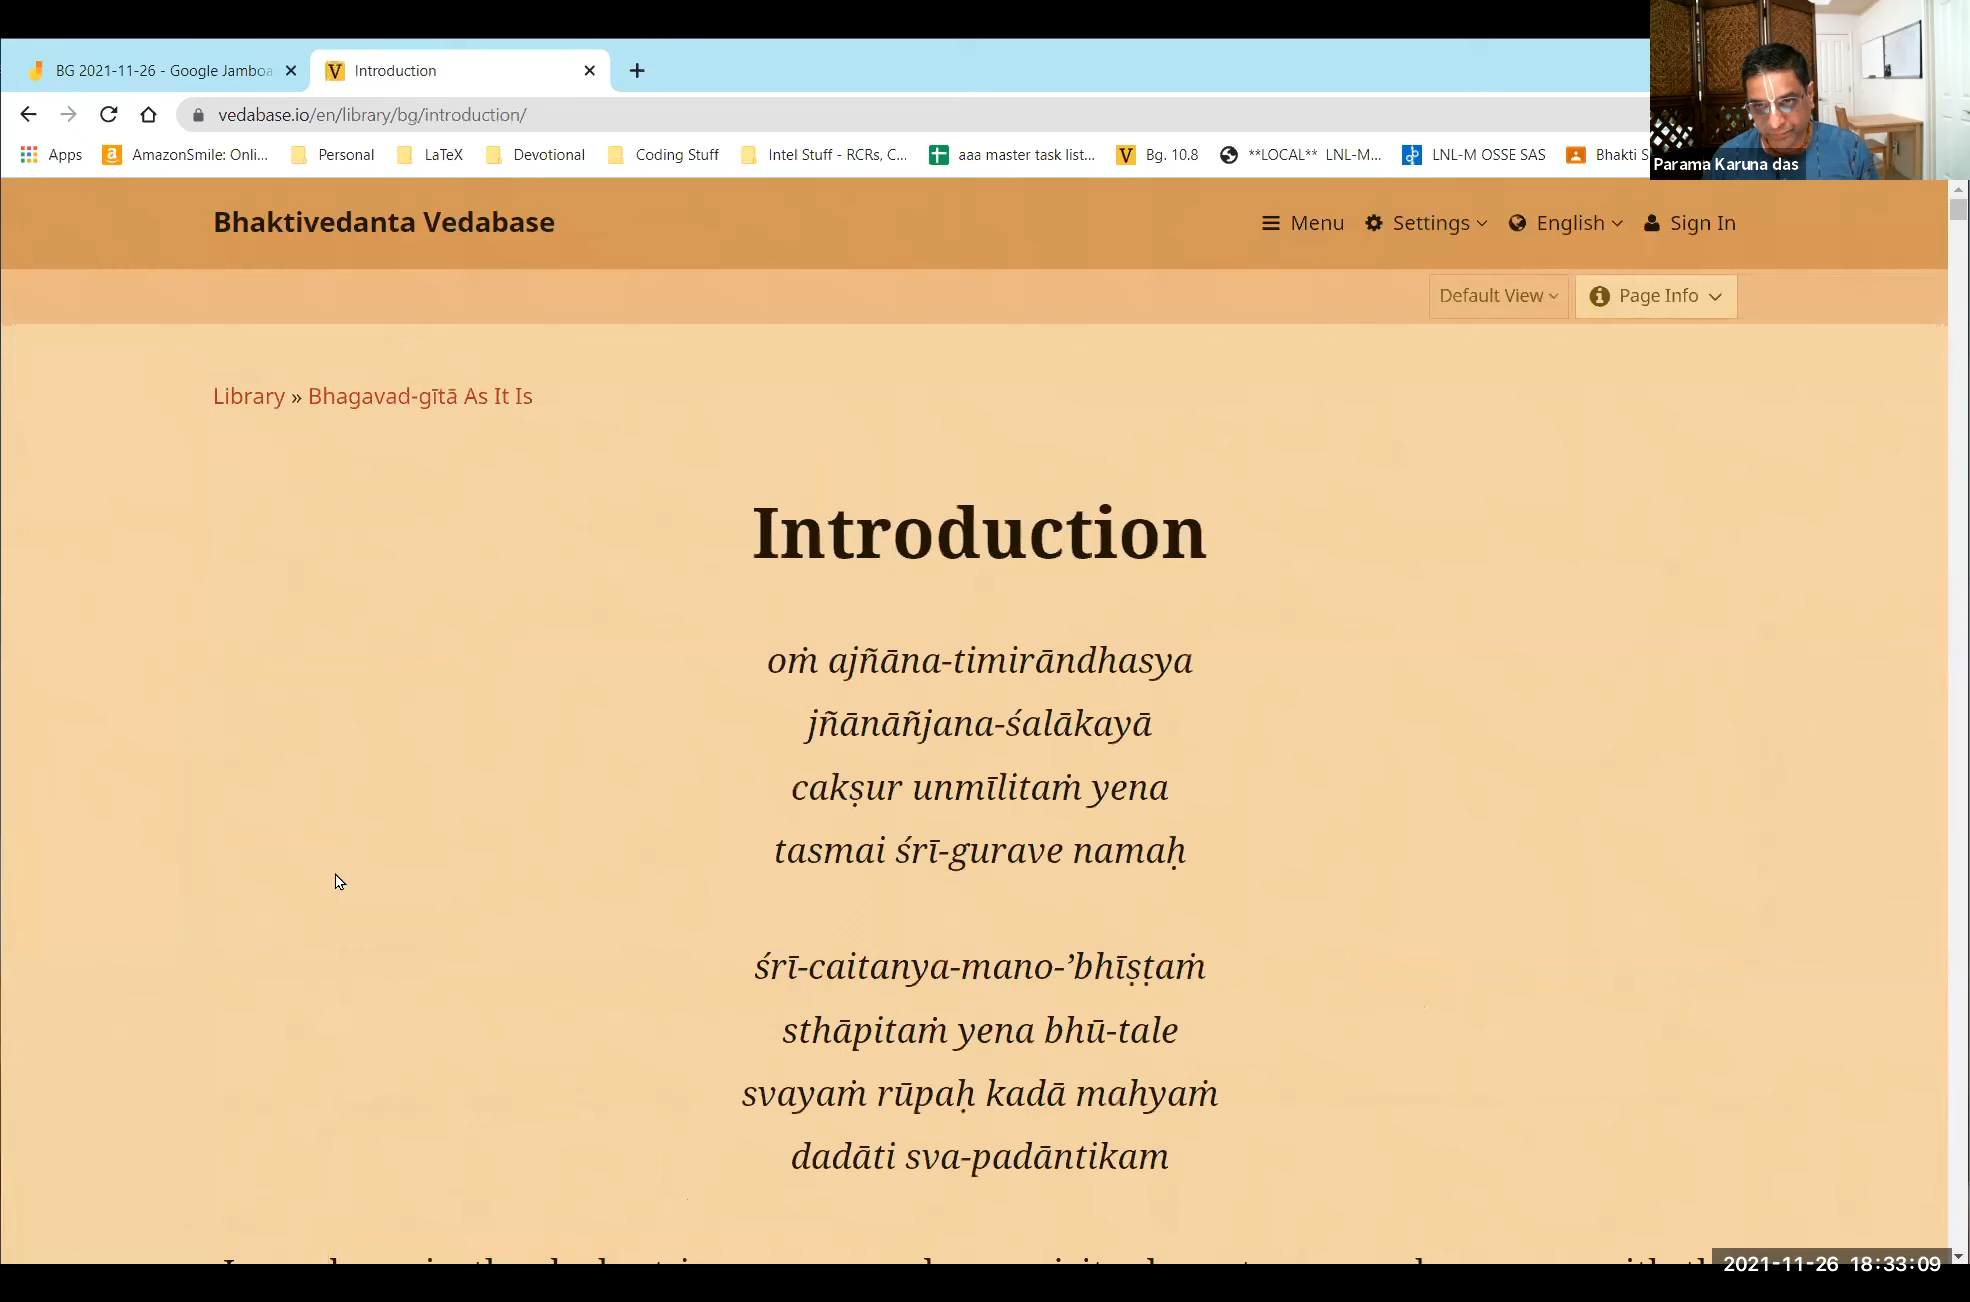 BG 2021-11-26 - Google Jamboa
Introduction
vedabase.io/en/library/bg/introduction/
Apps
AmazonSmile: Onli...
Personal
LaTeX
Devotional
Coding Stuff
Intel Stuff - RCRs, C...
aaa master task list...
Bg. 10.8
**LOCAL** LNL-M...
LNL-M OSSE SAS
Bhakti S
Parama Karuna das
Bhaktivedanta Vedabase
Menu
Settings
English
Sign In
Default View
Page Info
Library » Bhagavad-gītā As It Is
Introduction
oṁ ajñāna-timirāndhasya
jñānāñjana-śalākayā
cakṣur unmīlitaṁ yena
tasmai śrī-gurave namaḥ
śrī-caitanya-mano-’bhīṣṭaṁ
sthāpitaṁ yena bhū-tale
svayaṁ rūpaḥ kadā mahyaṁ
dadāti sva-padāntikam
2021-11-26 18:33:09